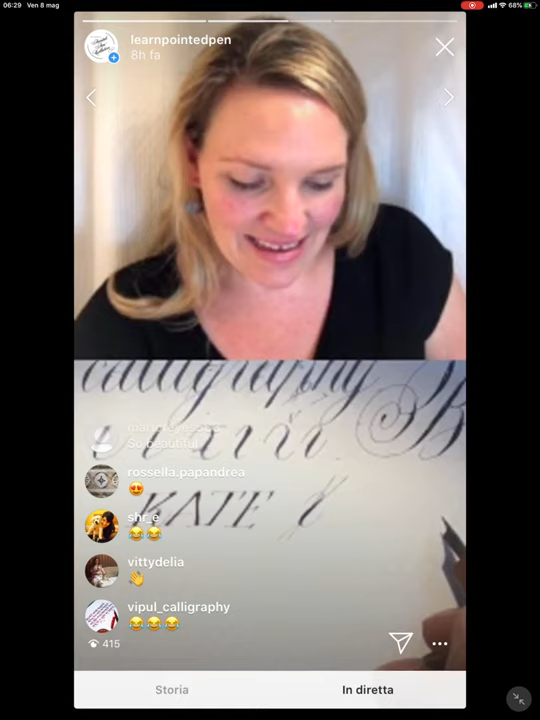 06:29 Ven 8 mag
68%
learnpointedpen
8h fa
calligraphy
So beautiful
rossella.papandrea
😍
KATE
shr_e
😂😂
vittydelia
👏
vipul_calligraphy
😂😂😂
415
Storia
In diretta